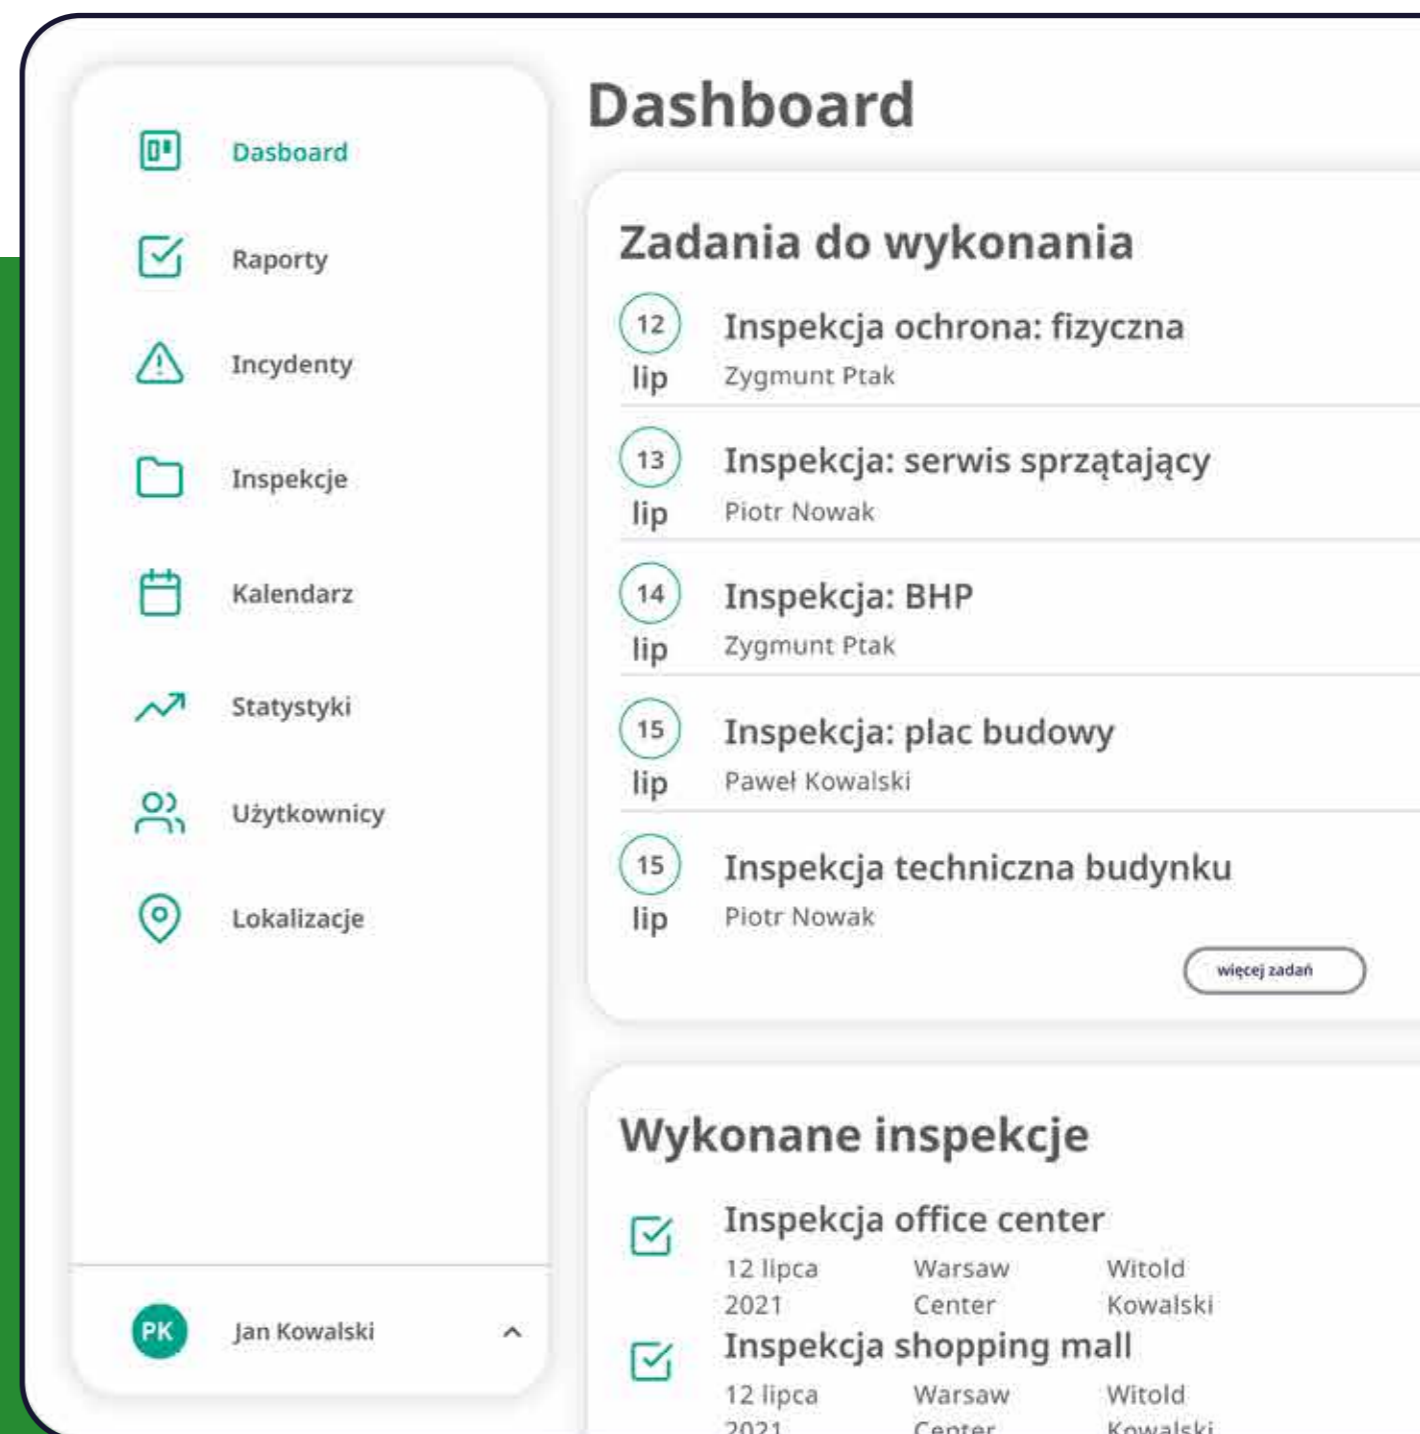 Dasboard
Raporty
Incydenty
Inspekcje
Kalendarz
Statystyki
Użytkownicy
Lokalizacje
PK Jan Kowalski
Dashboard
Zadania do wykonania
12 Inspekcja ochrona: fizyczna
lip Zygmunt Ptak
13 Inspekcja: serwis sprzątający
lip Piotr Nowak
14 Inspekcja: BHP
lip Zygmunt Ptak
15 Inspekcja: plac budowy
lip Paweł Kowalski
15 Inspekcja techniczna budynku
lip Piotr Nowak
więcej zadań
Wykonane inspekcje
Inspekcja office center
12 lipca Warsaw Witold
2021 Center Kowalski
Inspekcja shopping mall
12 lipca Warsaw Witold
2021 Center Kowalski